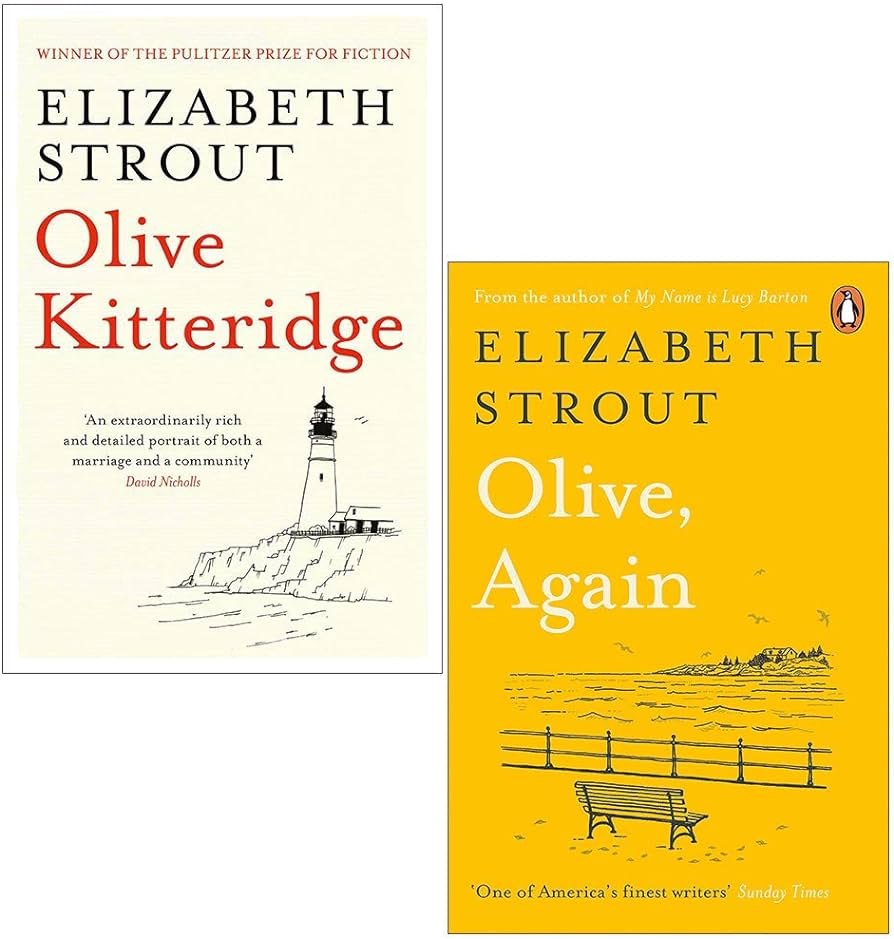 WINNER OF THE PULITZER PRIZE FOR FICTION
ELIZABETH
STROUT
Olive
Kitteridge
‘An extraordinarily rich
and detailed portrait of both a
marriage and a community’
David Nicholls
From the author of My Name is Lucy Barton
ELIZABETH
STROUT
Olive,
Again
‘One of America’s finest writers’ Sunday Times